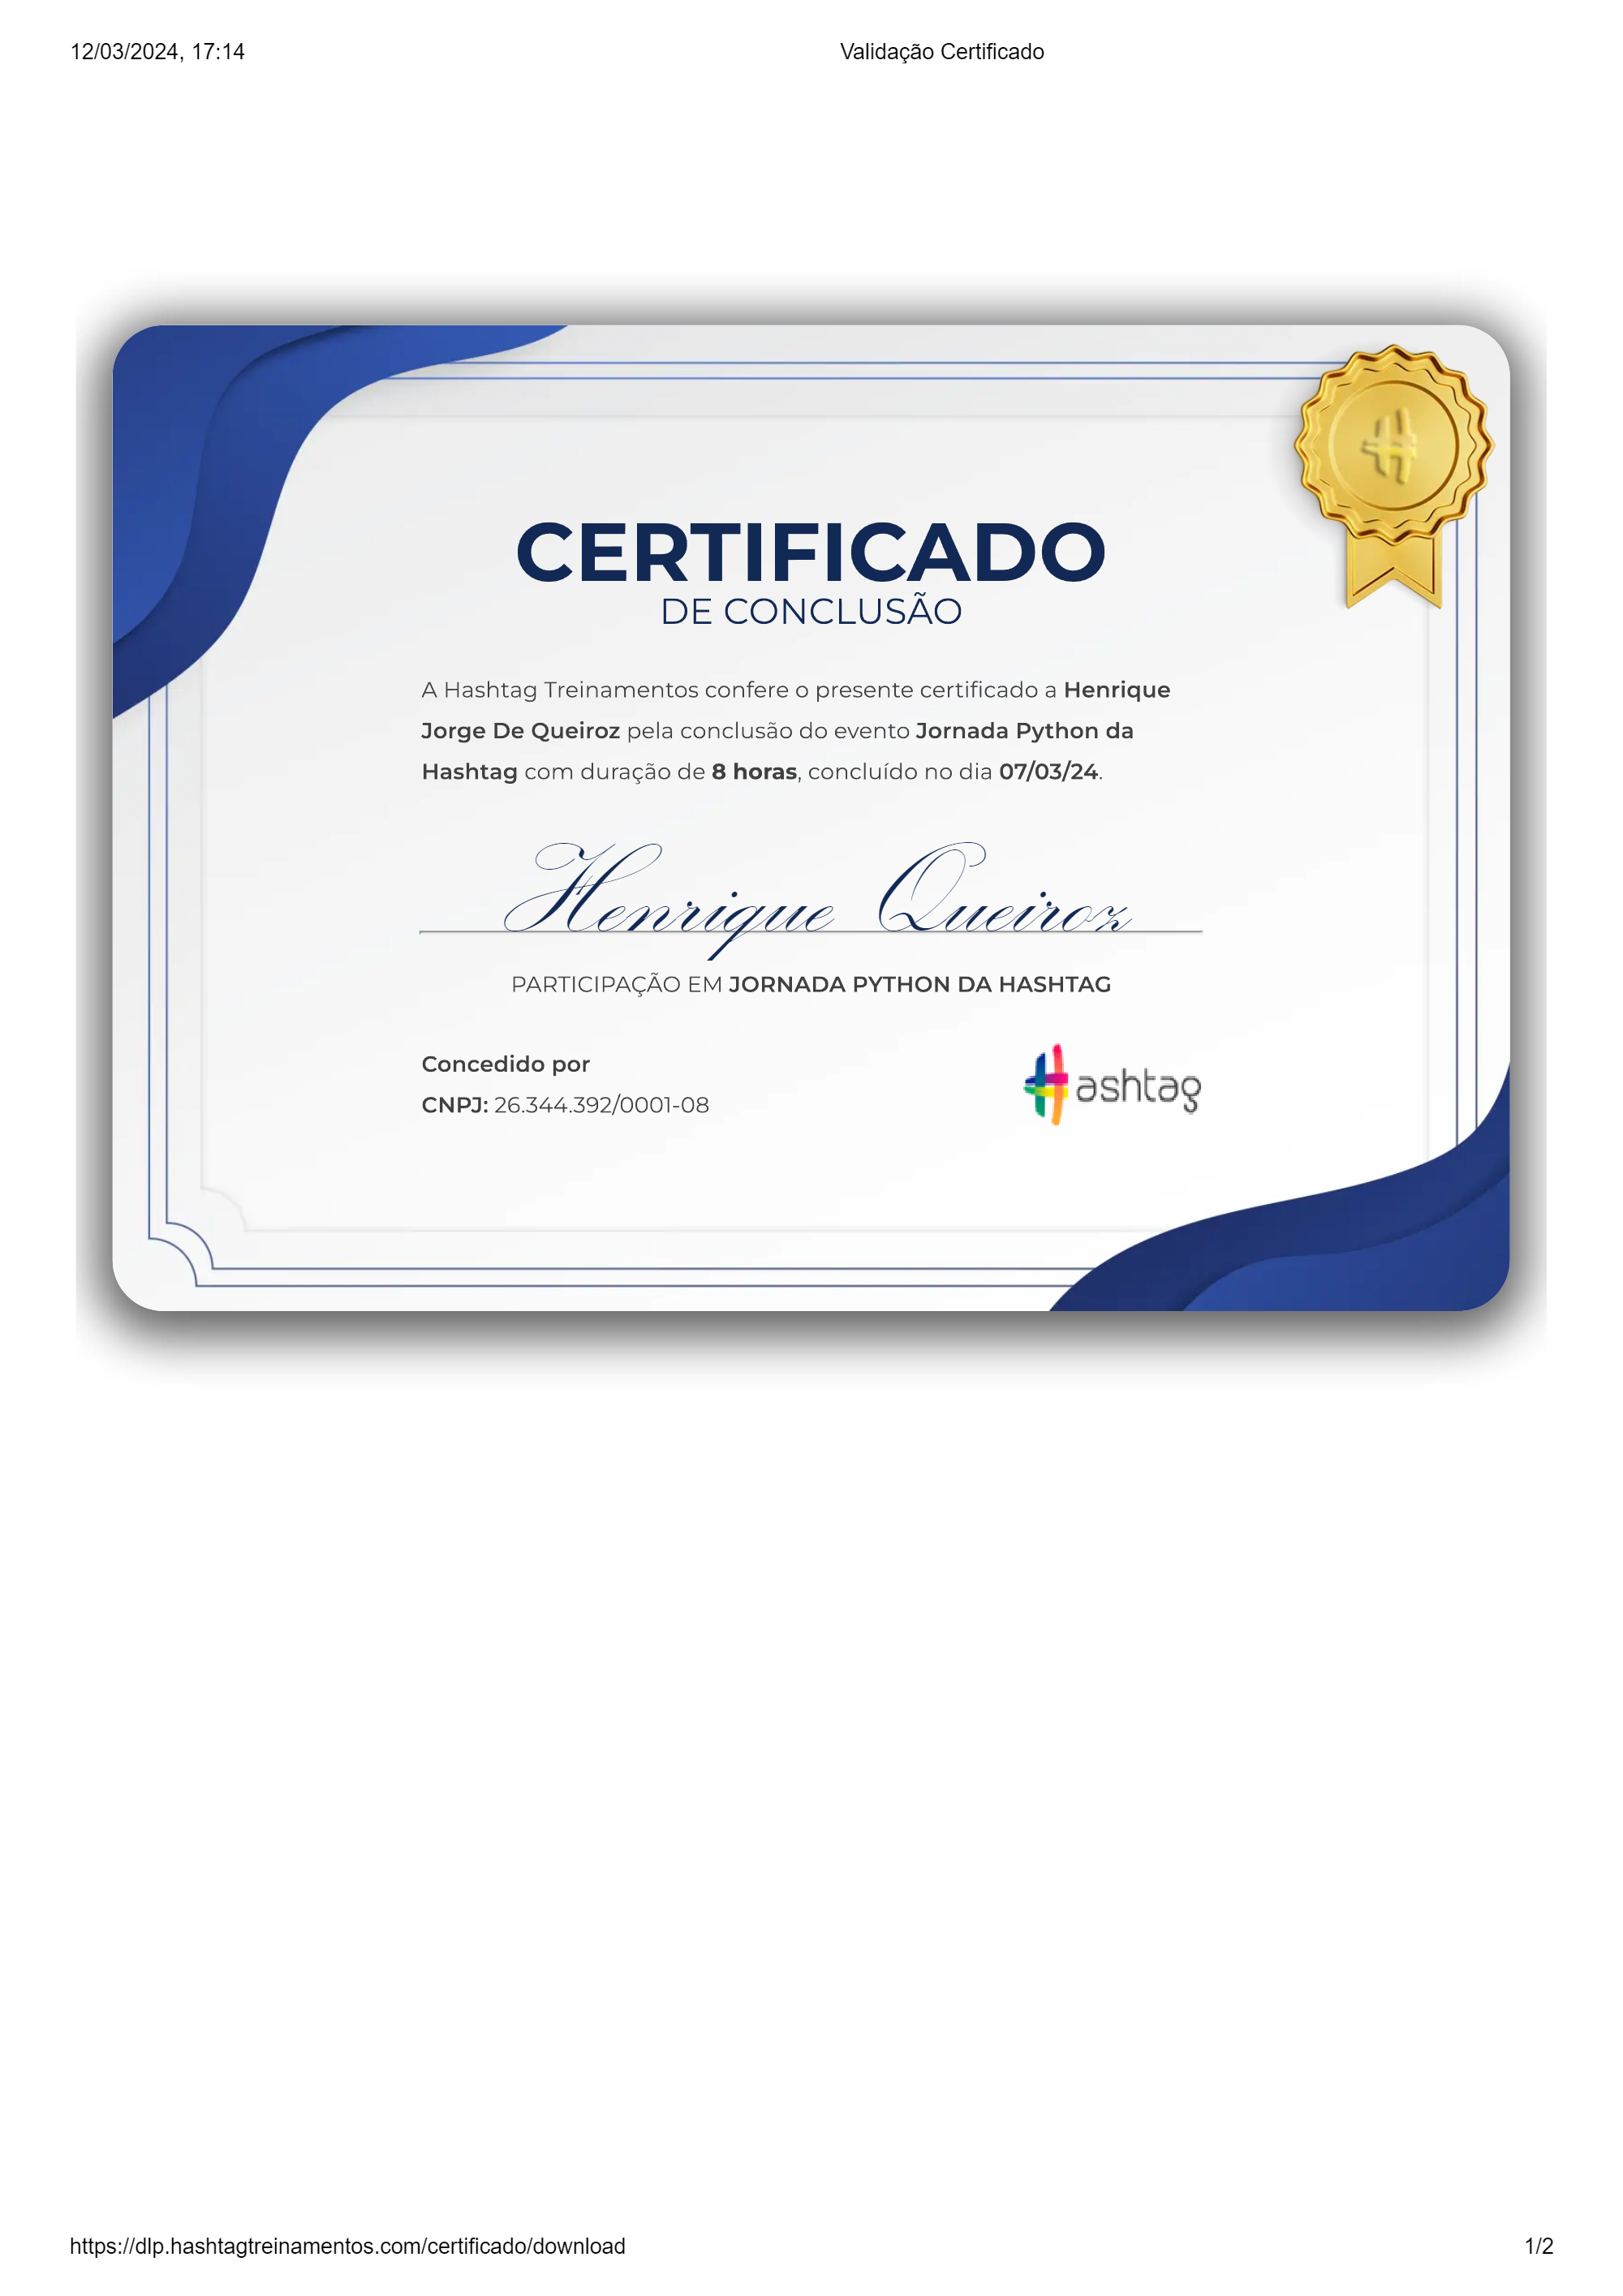 12/03/2024, 17:14
Validação Certificado
CERTIFICADO
DE CONCLUSÃO
A Hashtag Treinamentos confere o presente certificado a Henrique
Jorge De Queiroz pela conclusão do evento Jornada Python da
Hashtag com duração de 8 horas, concluído no dia 07/03/24.
Henrique Queiroz
PARTICIPAÇÃO EM JORNADA PYTHON DA HASHTAG
Concedido por
CNPJ: 26.344.392/0001-08
Hashtag
https://dlp.hashtagtreinamentos.com/certificado/download
1/2